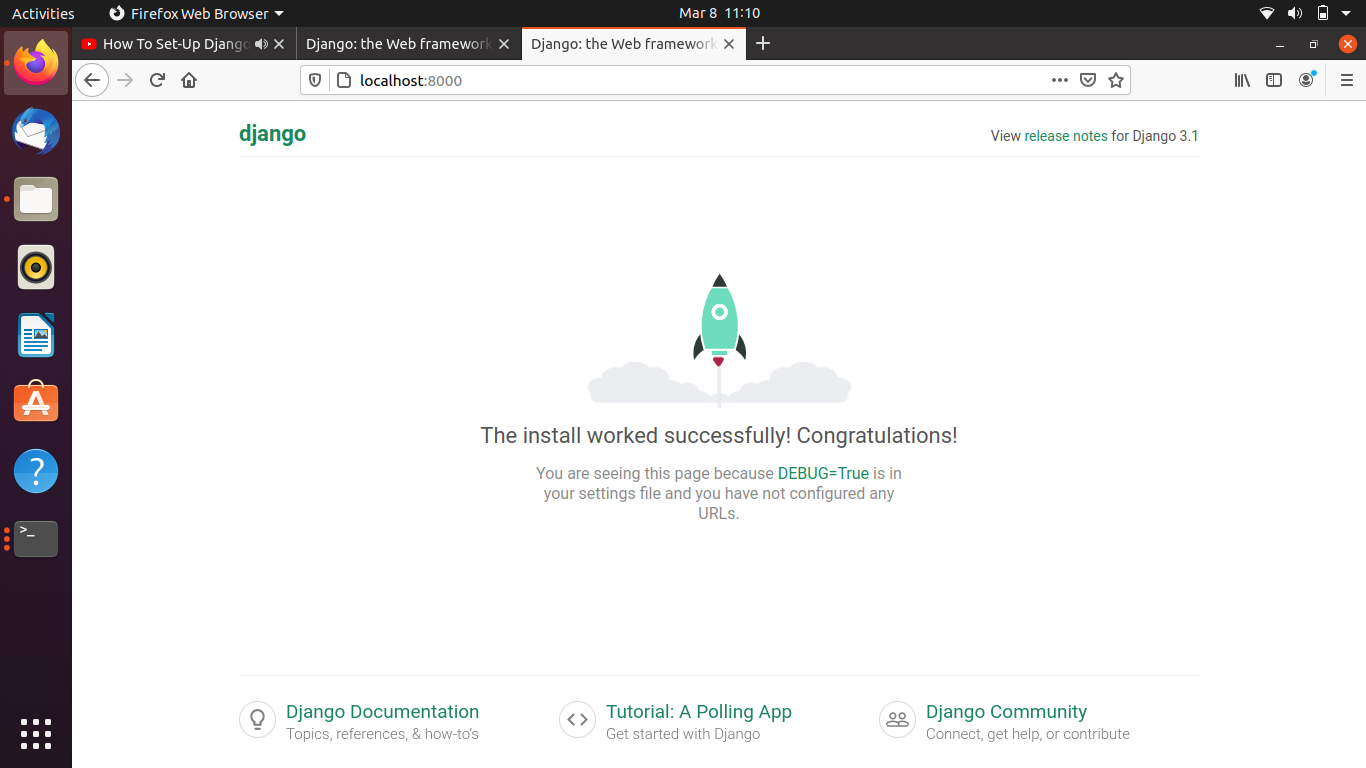 Activities
Firefox Web Browser
Mar 8 11:10
How To Set-Up Django
Django: the Web framework
Django: the Web framework
localhost:8000
django
View release notes for Django 3.1
The install worked successfully! Congratulations!
You are seeing this page because DEBUG=True is in
your settings file and you have not configured any
URLs.
Django Documentation
Topics, references, & how-to's
Tutorial: A Polling App
Get started with Django
Django Community
Connect, get help, or contribute